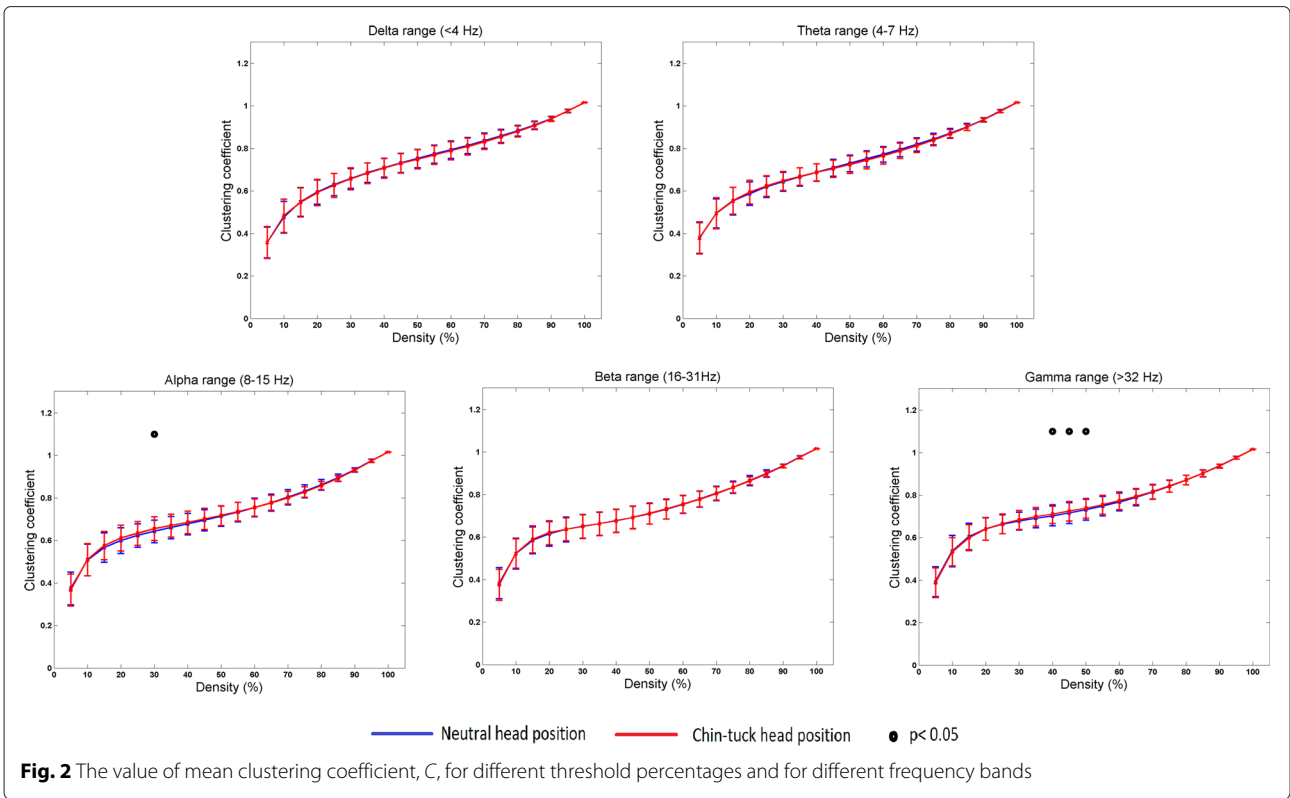 Delta range (<4 Hz)
1.2
1
0.8
0.6
0.4
0.2
0
Clustering coefficient
0 10 20 30 40 50 60 70 80 90 100
Density (%)
Theta range (4-7 Hz)
1.2
1
0.8
0.6
0.4
0.2
0
Clustering coefficient
0 10 20 30 40 50 60 70 80 90 100
Density (%)
Alpha range (8-15 Hz)
1.2
1
0.8
0.6
0.4
0.2
0
Clustering coefficient
0 10 20 30 40 50 60 70 80 90 100
Density (%)
Beta range (16-31Hz)
1.2
1
0.8
0.6
0.4
0.2
0
Clustering coefficient
0 10 20 30 40 50 60 70 80 90 100
Density (%)
Gamma range (>32 Hz)
1.2
1
0.8
0.6
0.4
0.2
0
Clustering coefficient
0 10 20 30 40 50 60 70 80 90 100
Density (%)
Neutral head position Chin-tuck head position p< 0.05
Fig. 2 The value of mean clustering coefficient, C, for different threshold percentages and for different frequency bands